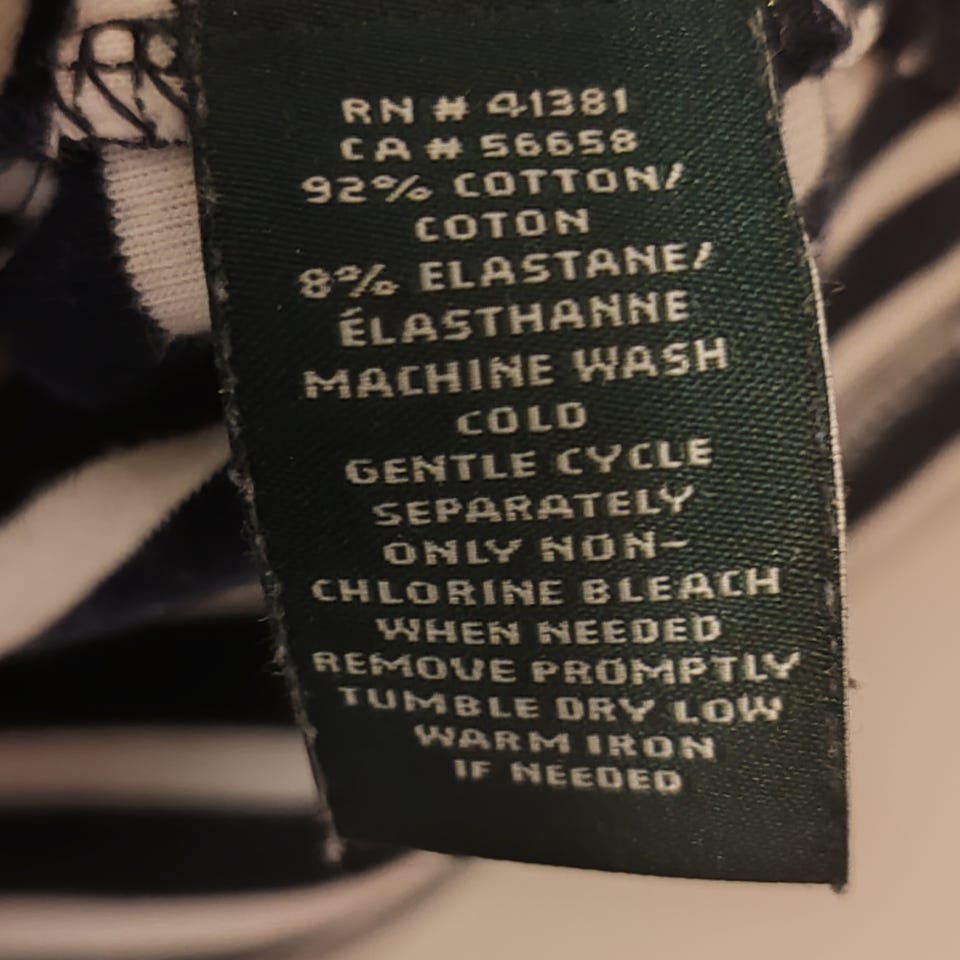 RN # 41381
CA # 56658
92% COTTON/
COTON
8% ELASTANE/
ÉLASTHANNE
MACHINE WASH
COLD
GENTLE CYCLE
SEPARATELY
ONLY NON-
CHLORINE BLEACH
WHEN NEEDED
REMOVE PROMPTLY
TUMBLE DRY LOW
WARM IRON
IF NEEDED